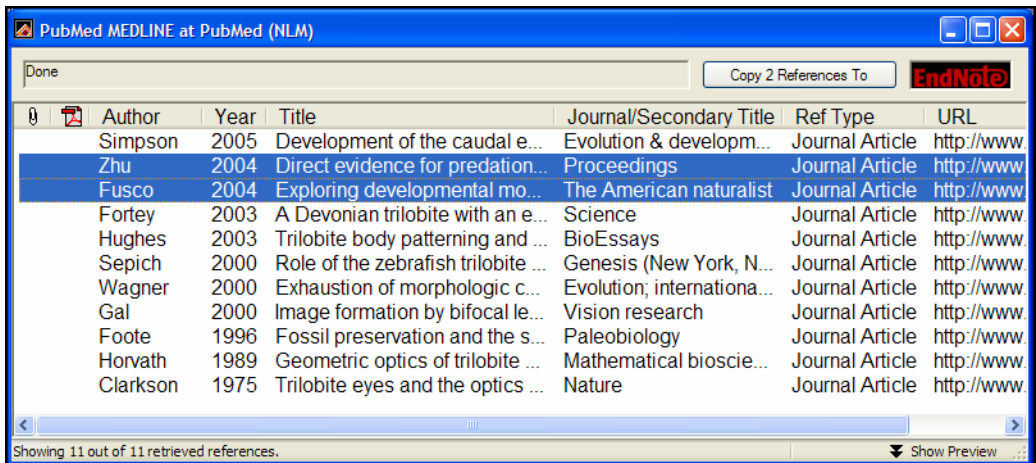 PubMed MEDLINE at PubMed (NLM)
Done Copy 2 References To EndNote
Author Year Title Journal/Secondary Title Ref Type URL
Simpson 2005 Development of the caudal e... Evolution & developm... Journal Article http://www.
Zhu 2004 Direct evidence for predation... Proceedings Journal Article http://www.
Fusco 2004 Exploring developmental mo... The American naturalist Journal Article http://www.
Fortey 2003 A Devonian trilobite with an e... Science Journal Article http://www.
Hughes 2003 Trilobite body patterning and ... BioEssays Journal Article http://www.
Sepich 2000 Role of the zebrafish trilobite ... Genesis (New York, N... Journal Article http://www.
Wagner 2000 Exhaustion of morphologic c... Evolution; internationa... Journal Article http://www.
Gal 2000 Image formation by bifocal le... Vision research Journal Article http://www.
Foote 1996 Fossil preservation and the s... Paleobiology Journal Article http://www.
Horvath 1989 Geometric optics of trilobite ... Mathematical bioscie... Journal Article http://www.
Clarkson 1975 Trilobite eyes and the optics ... Nature Journal Article http://www.
Showing 11 out of 11 retrieved references. Show Preview